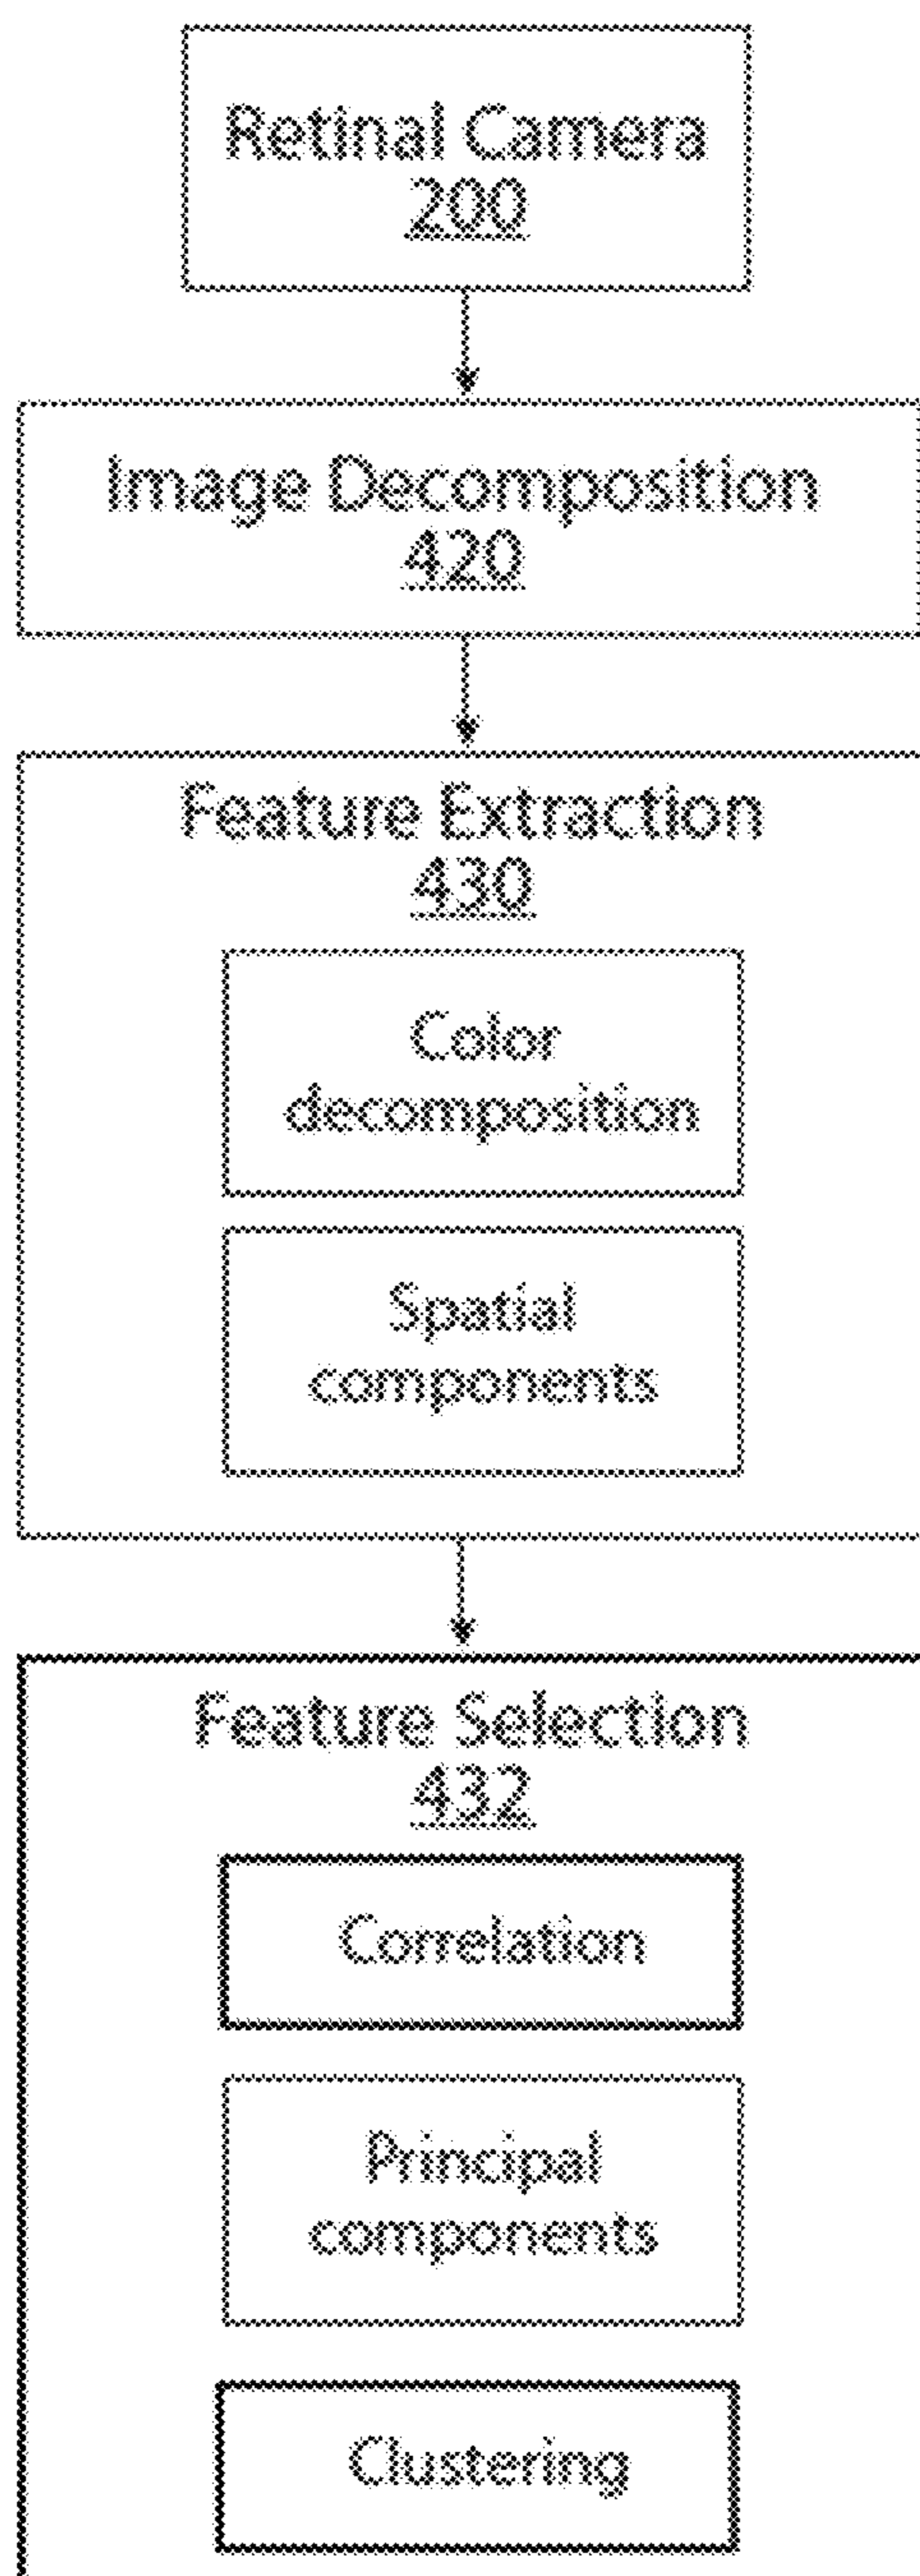 Retinal Camera
200
Image Decomposition
420
Feature Extraction
430
Color
decomposition
Spatial
components
Feature Selection
432
Correlation
Principal
components
Clustering